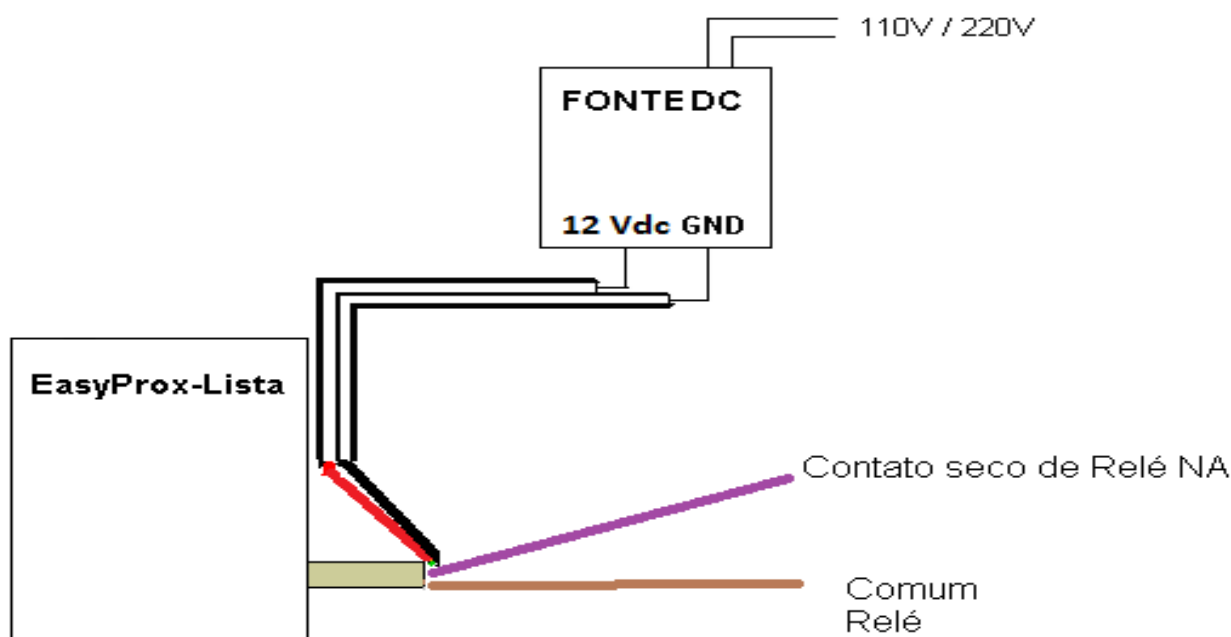 110V / 220V
FONTE DC
12 Vdc GND
EasyProx-Lista
Contato seco de Relé NA
Comum
Relé